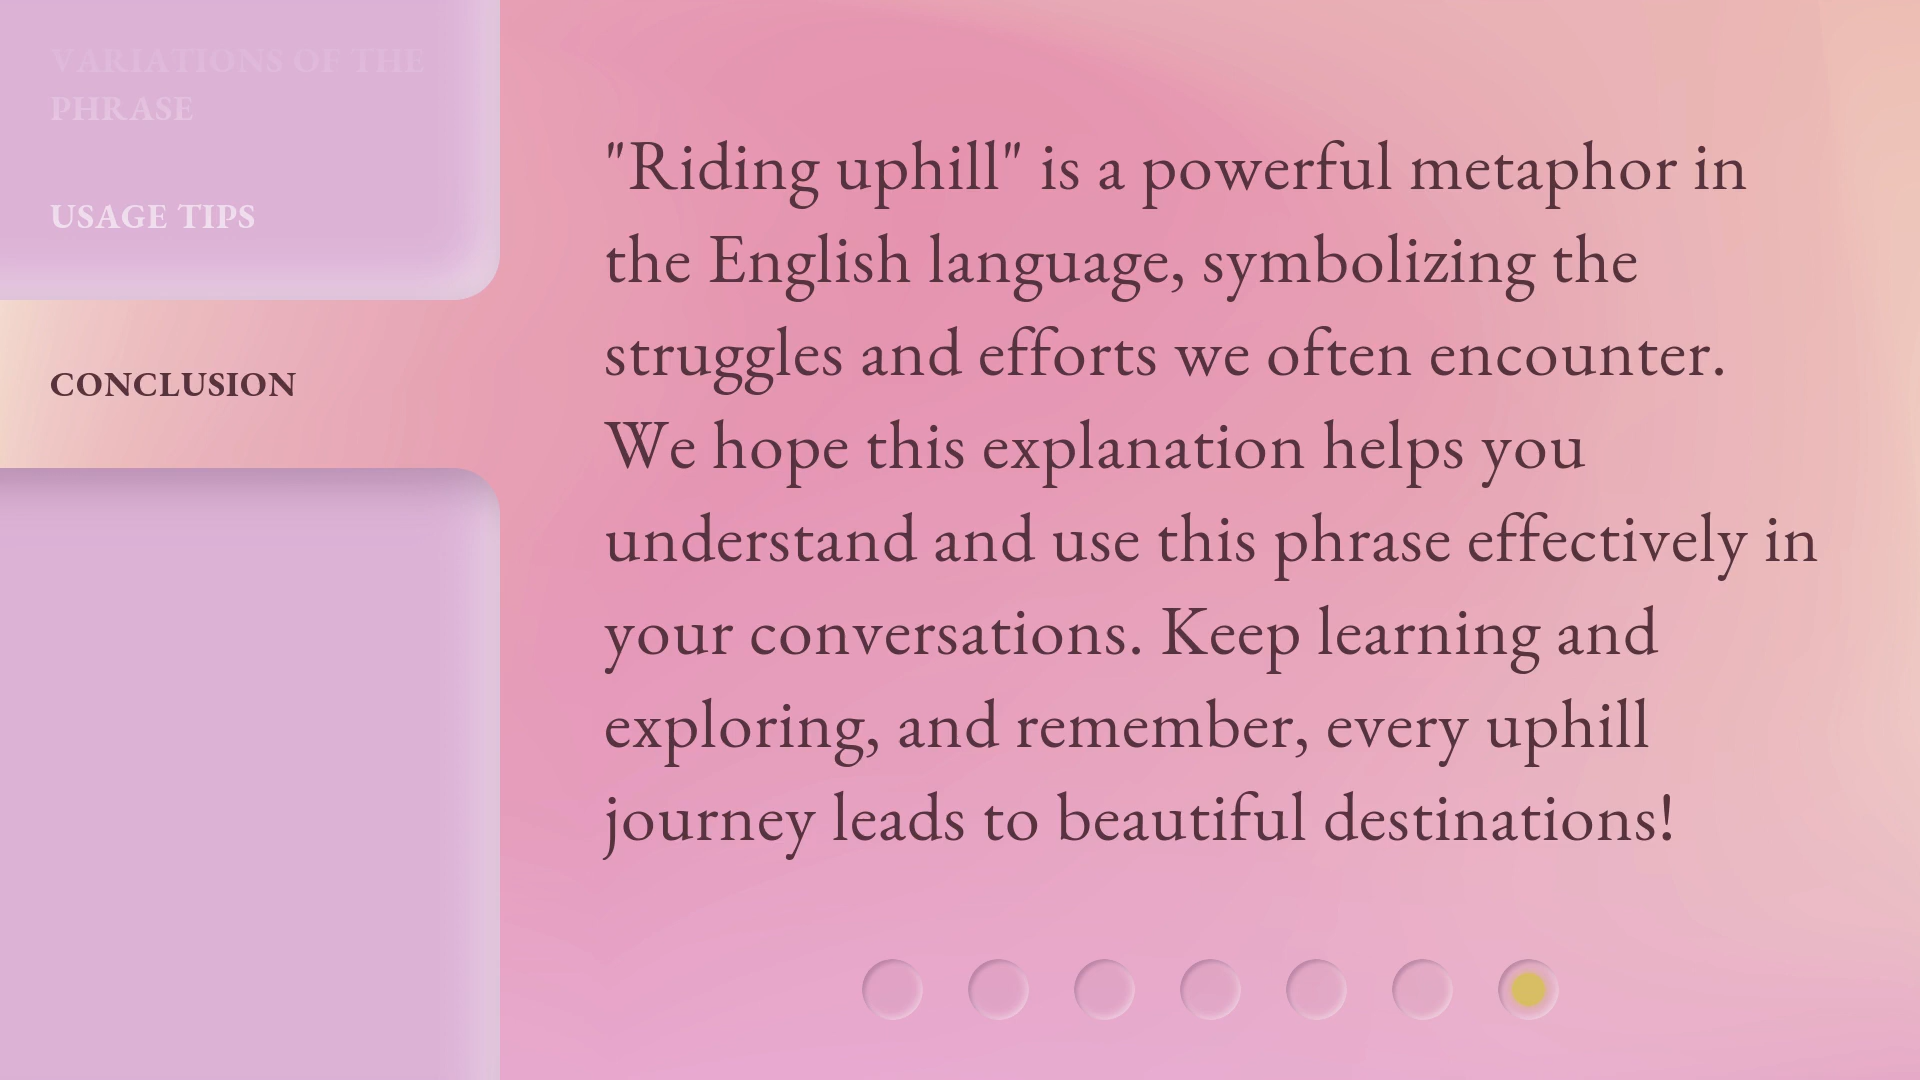 VARIATIONS OF THE
PHRASE
USAGE TIPS
CONCLUSION
"Riding uphill" is a powerful metaphor in
the English language, symbolizing the
struggles and efforts we often encounter.
We hope this explanation helps you
understand and use this phrase effectively in
your conversations. Keep learning and
exploring, and remember, every uphill
journey leads to beautiful destinations!